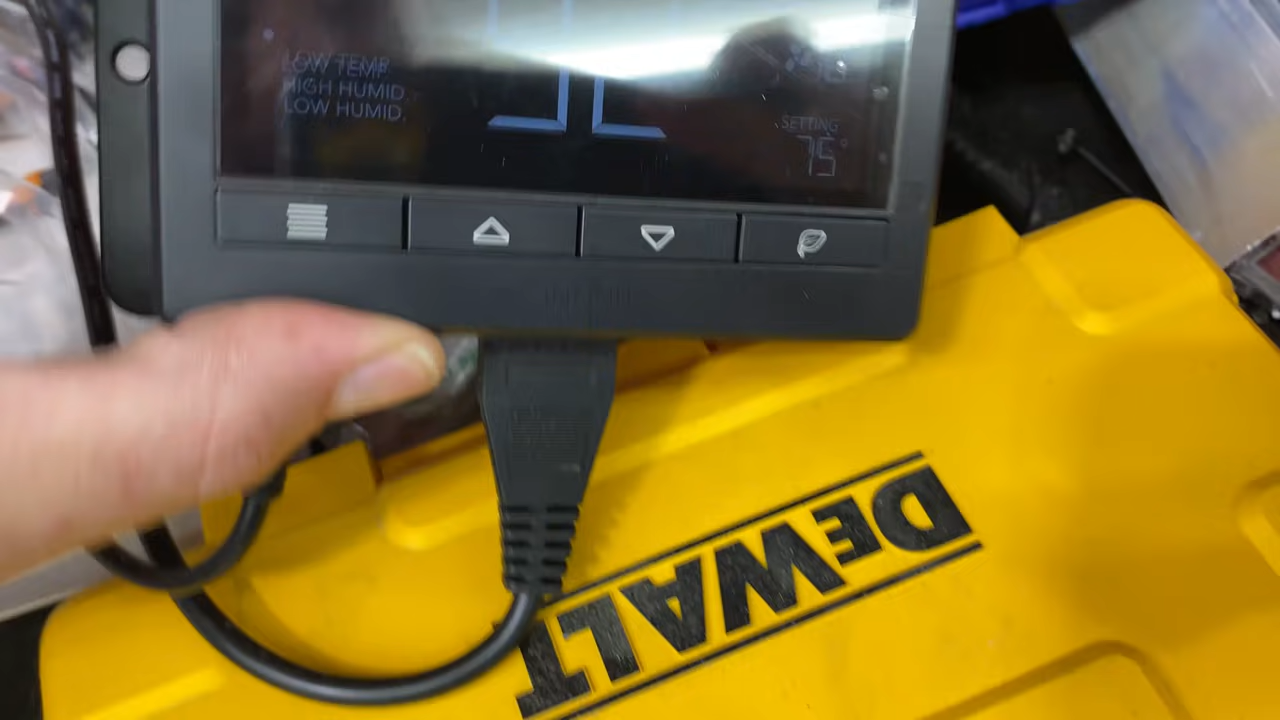 LOW TEMP.
HIGH HUMID.
LOW HUMID.
SETTING
75°
DEWALT